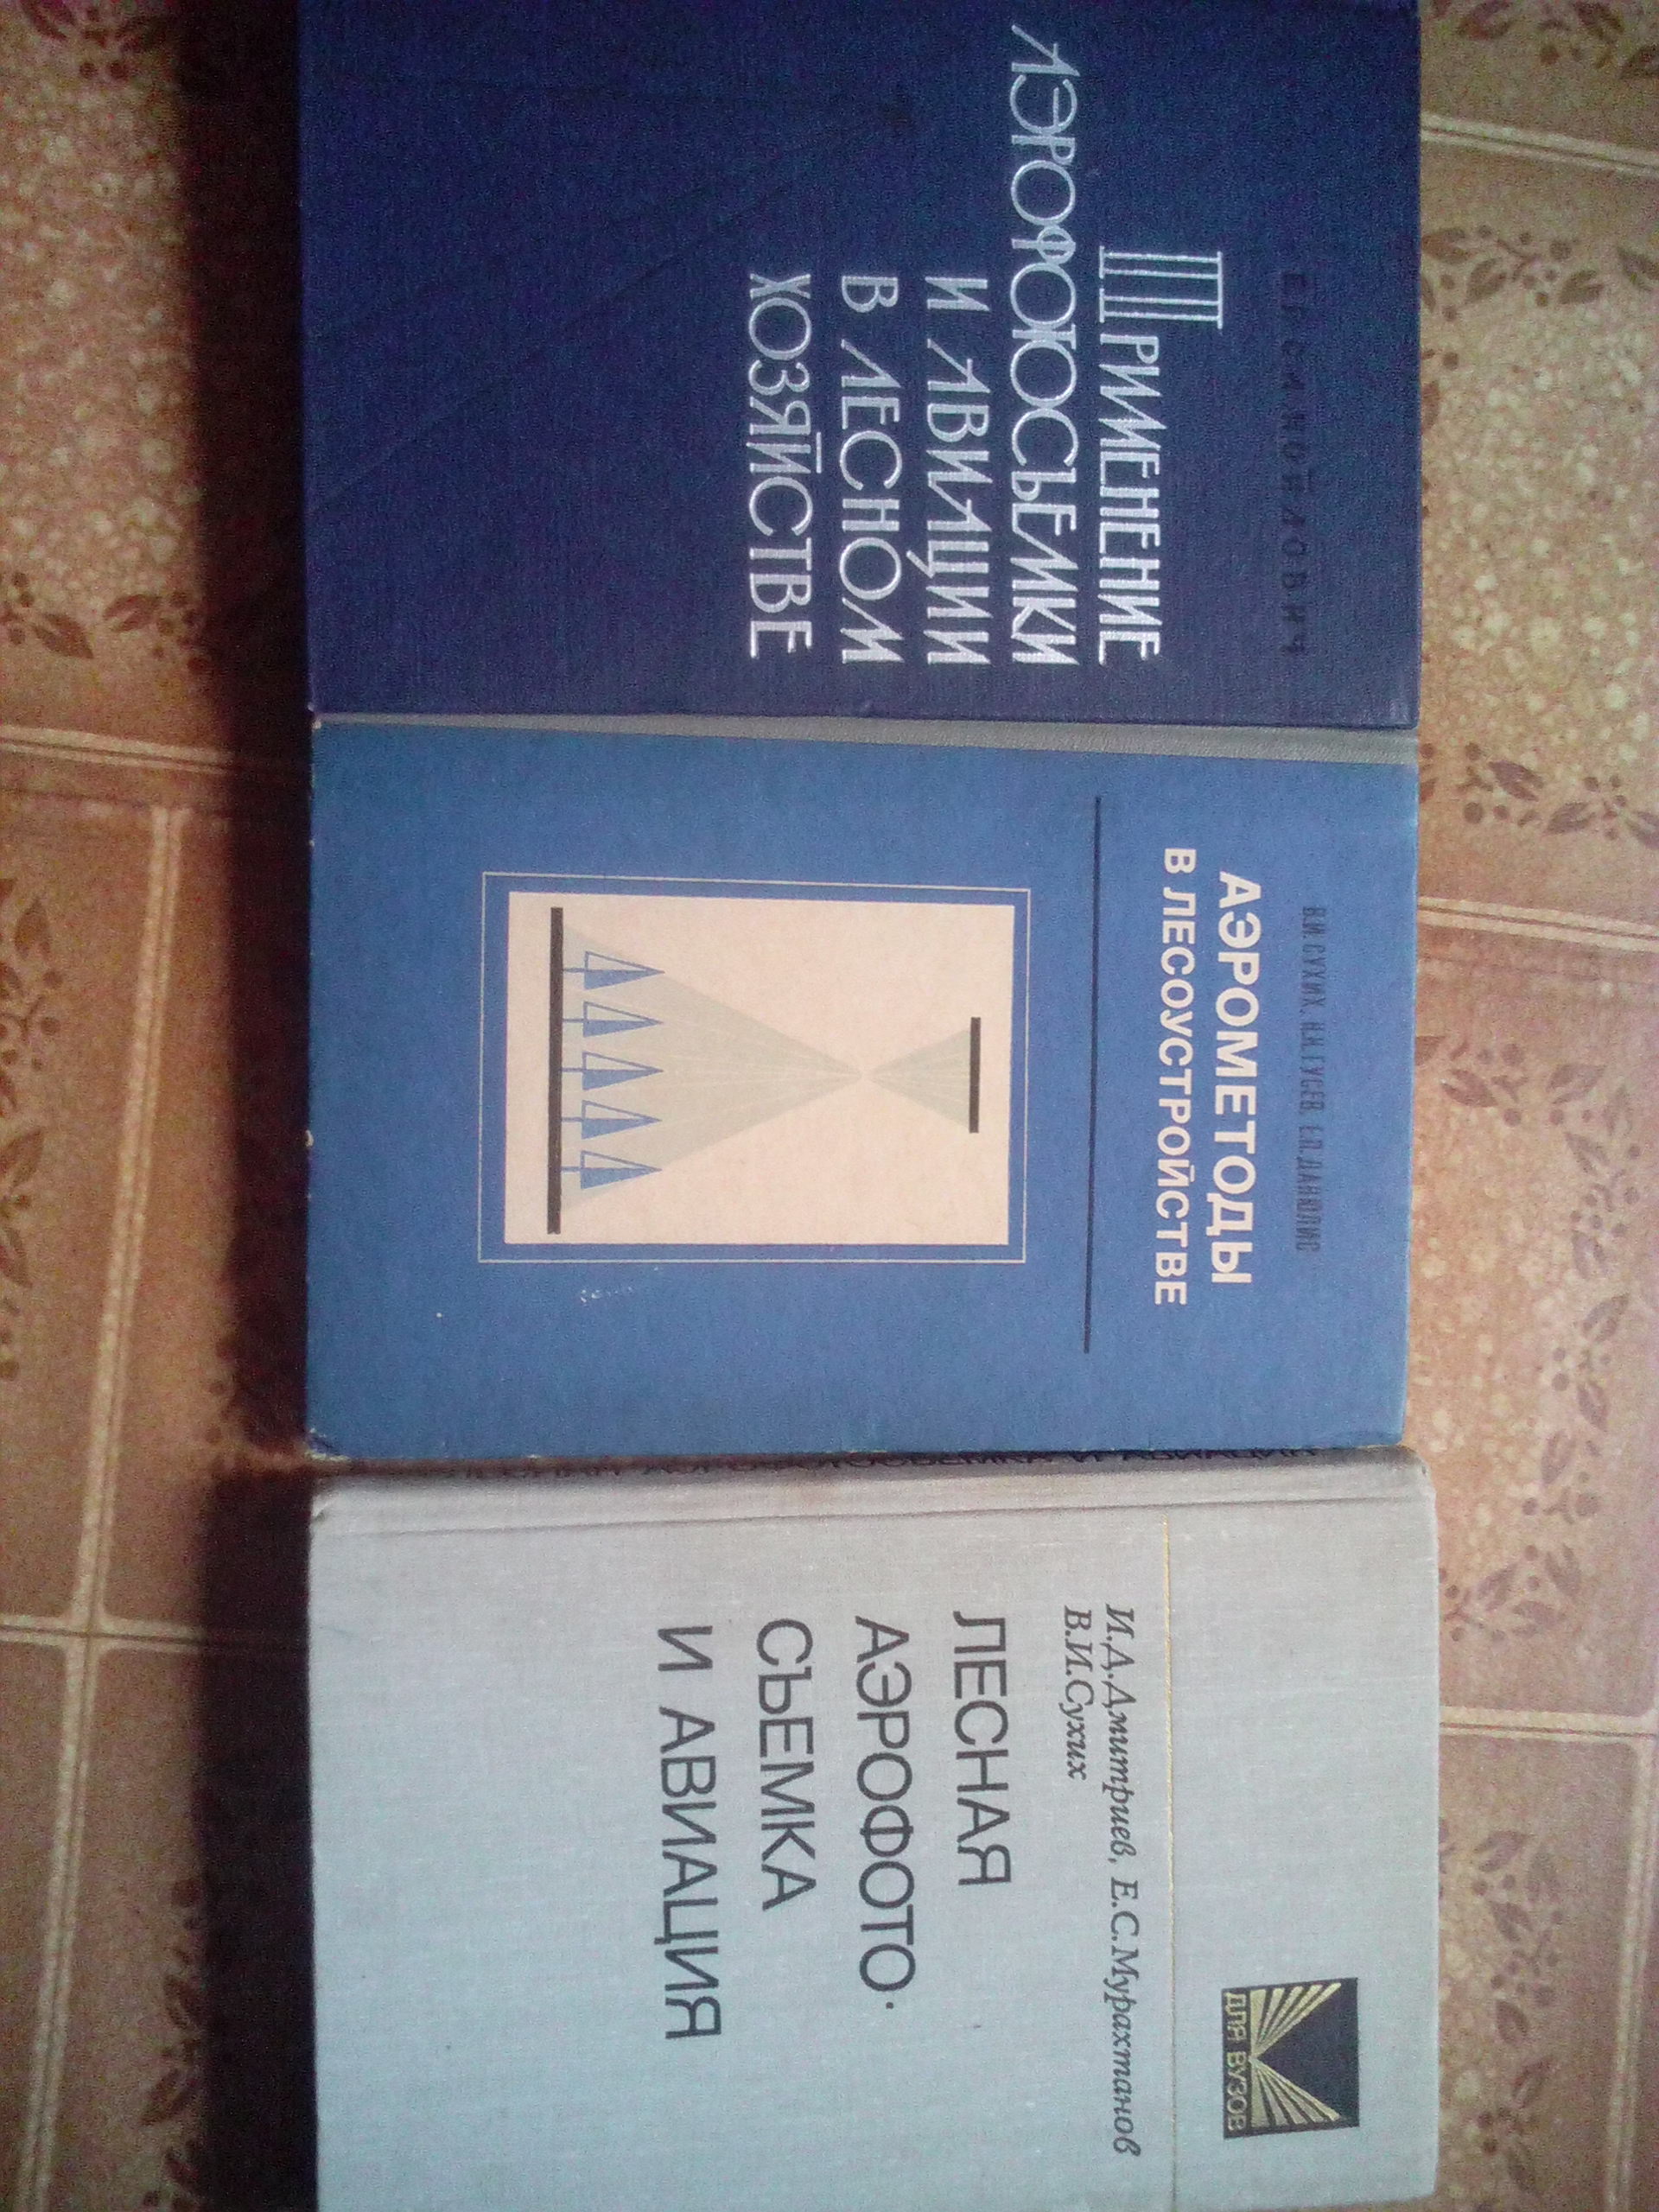 САМОЙЛОВИЧ
ПРИМЕНЕНИЕ
АЭРОФОТОСЪЕМКИ
И АВИАЦИИ
В ЛЕСНОМ
ХОЗЯЙСТВЕ
В.И.СУХИХ, Н.Н.ГУСЕВ, Е.П.ДАНЮЛИС
АЭРОМЕТОДЫ
В ЛЕСОУСТРОЙСТВЕ
ДЛЯ ВУЗОВ
И.Д.Дмитриев, Е.С.Мурахтанов
В.И.Сухих
ЛЕСНАЯ
АЭРОФОТО-
СЪЕМКА
И АВИАЦИЯ